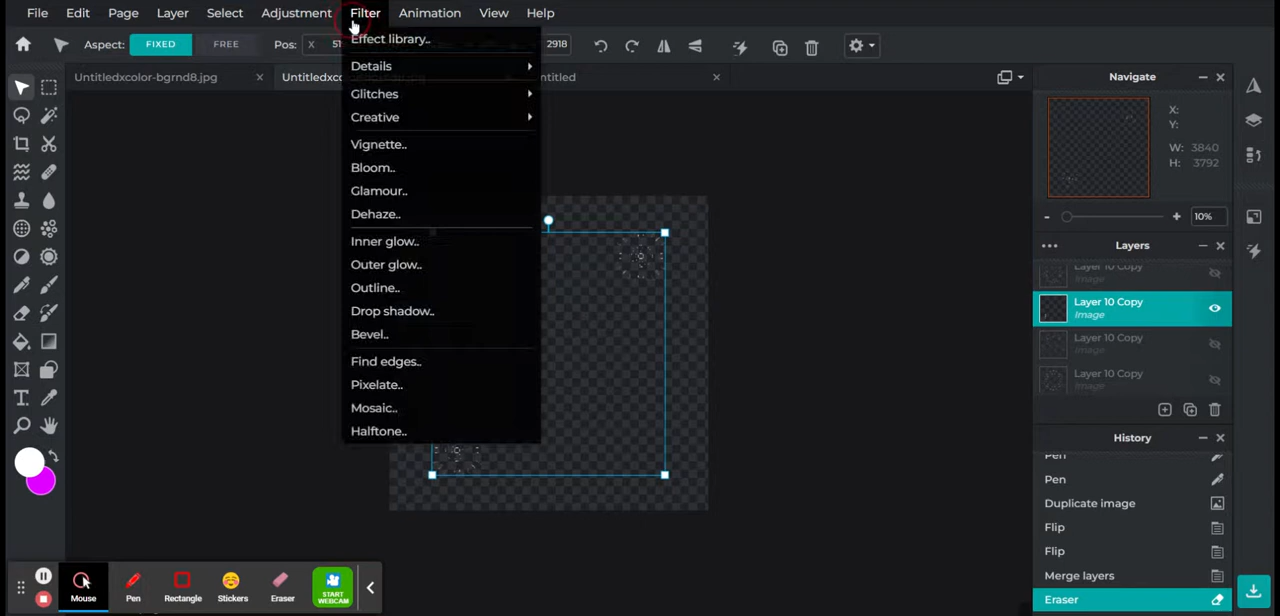 File Edit Page Layer Select Adjustment Filter Animation View Help
Aspect: FIXED FREE Pos: X 2918
Untitledxcolor-bgrnd8.jpg
Effect library..
Details
Glitches
Creative
Vignette..
Bloom..
Glamour..
Dehaze..
Inner glow..
Outer glow..
Outline..
Drop shadow..
Bevel..
Find edges..
Pixelate..
Mosaic..
Halftone..
Navigate
X:
Y:
W: 3840
H: 3792
- + 10%
Layers
Layer 10 Copy
Image
Layer 10 Copy
Image
Layer 10 Copy
Image
Layer 10 Copy
Image
History
Pen
Pen
Duplicate image
Flip
Flip
Merge layers
Eraser
Mouse Pen Rectangle Stickers Eraser START
WEBCAM